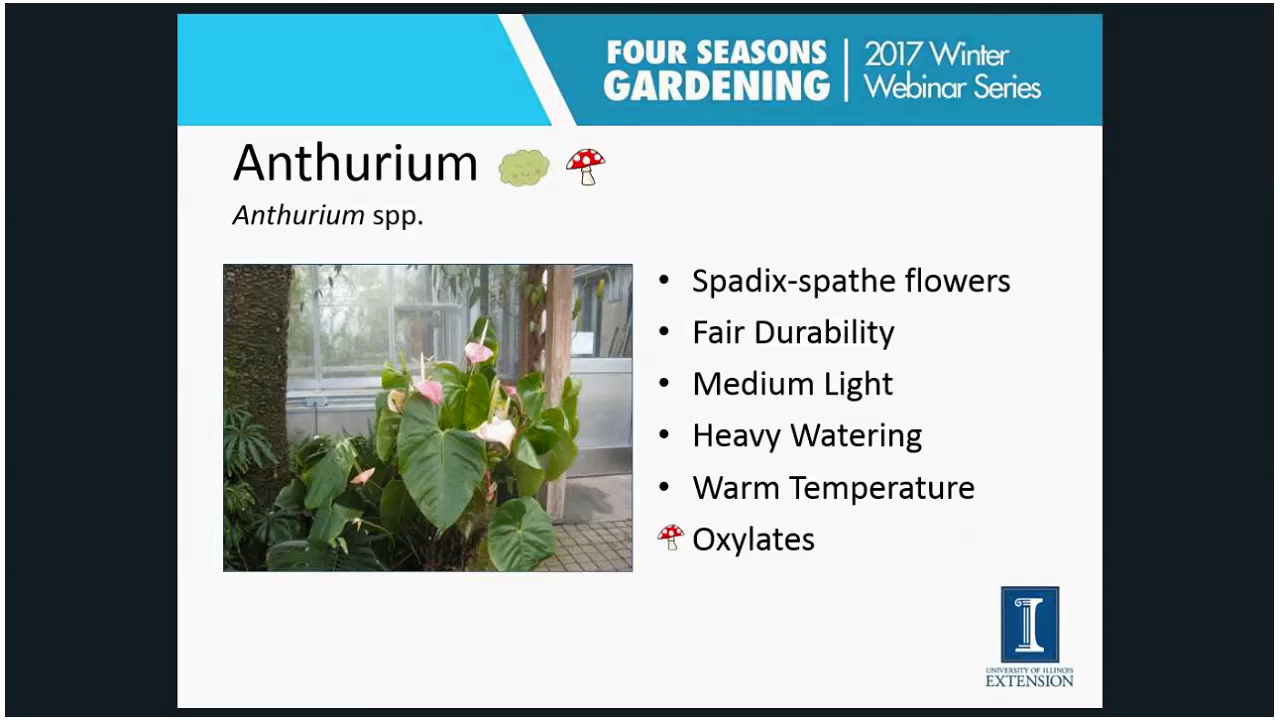 FOUR SEASONS
GARDENING
2017 Winter
Webinar Series
Anthurium
Anthurium spp.
• Spadix-spathe flowers
• Fair Durability
• Medium Light
• Heavy Watering
• Warm Temperature
Oxylates
I
UNIVERSITY OF ILLINOIS
EXTENSION